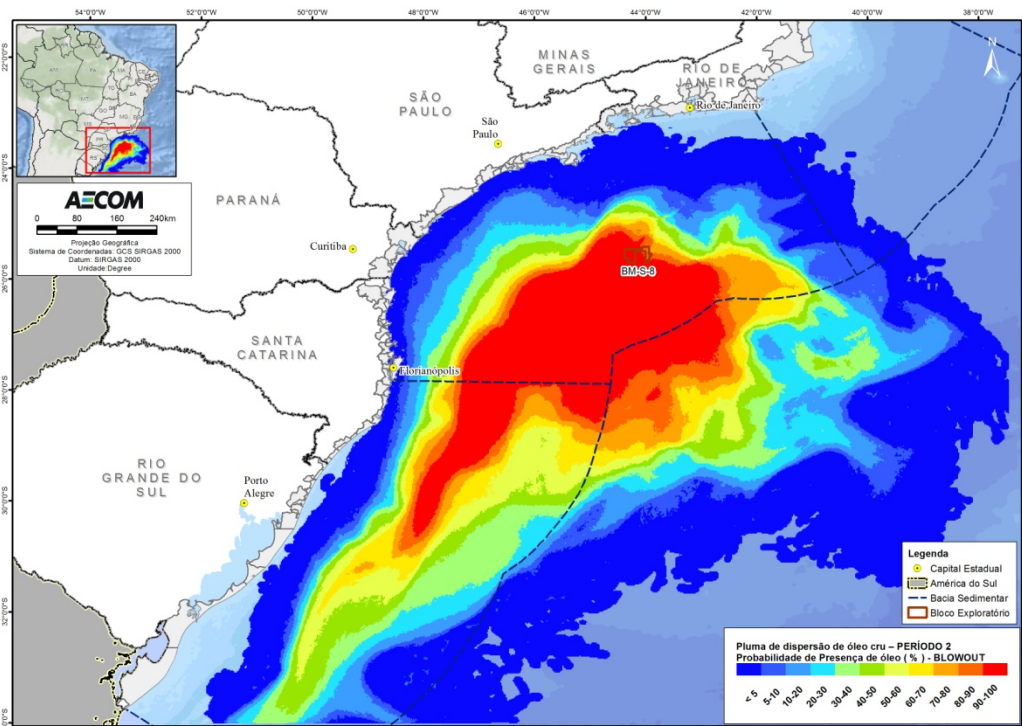 54°0'0"W
52°0'0"W
50°0'0"W
48°0'0"W
46°0'0"W
44°0'0"W
42°0'0"W
40°0'0"W
38°0'0"W
22°0'0"S
24°0'0"S
26°0'0"S
28°0'0"S
30°0'0"S
32°0'0"S
N
MINAS
GERAIS
RIO DE
JANEIRO
Rio de Janeiro
SÃO
PAULO
São
Paulo
AECOM
0 80 160 240km
Projeção Geográfica
Sistema de Coordenadas: GCS SIRGAS 2000
Datum: SIRGAS 2000
Unidade:Degree
PARANÁ
Curitiba
BM-S-8
SANTA
CATARINA
Florianópolis
RIO
GRANDE DO
SUL
Porto
Alegre
Legenda
Capital Estadual
América do Sul
Bacia Sedimentar
Bloco Exploratório
Pluma de dispersão de óleo cru – PERÍODO 2
Probabilidade de Presença de óleo ( % ) - BLOWOUT
< 5
5-10
10-20
20-30
30-40
40-50
50-60
60-70
70-80
80-90
90-100